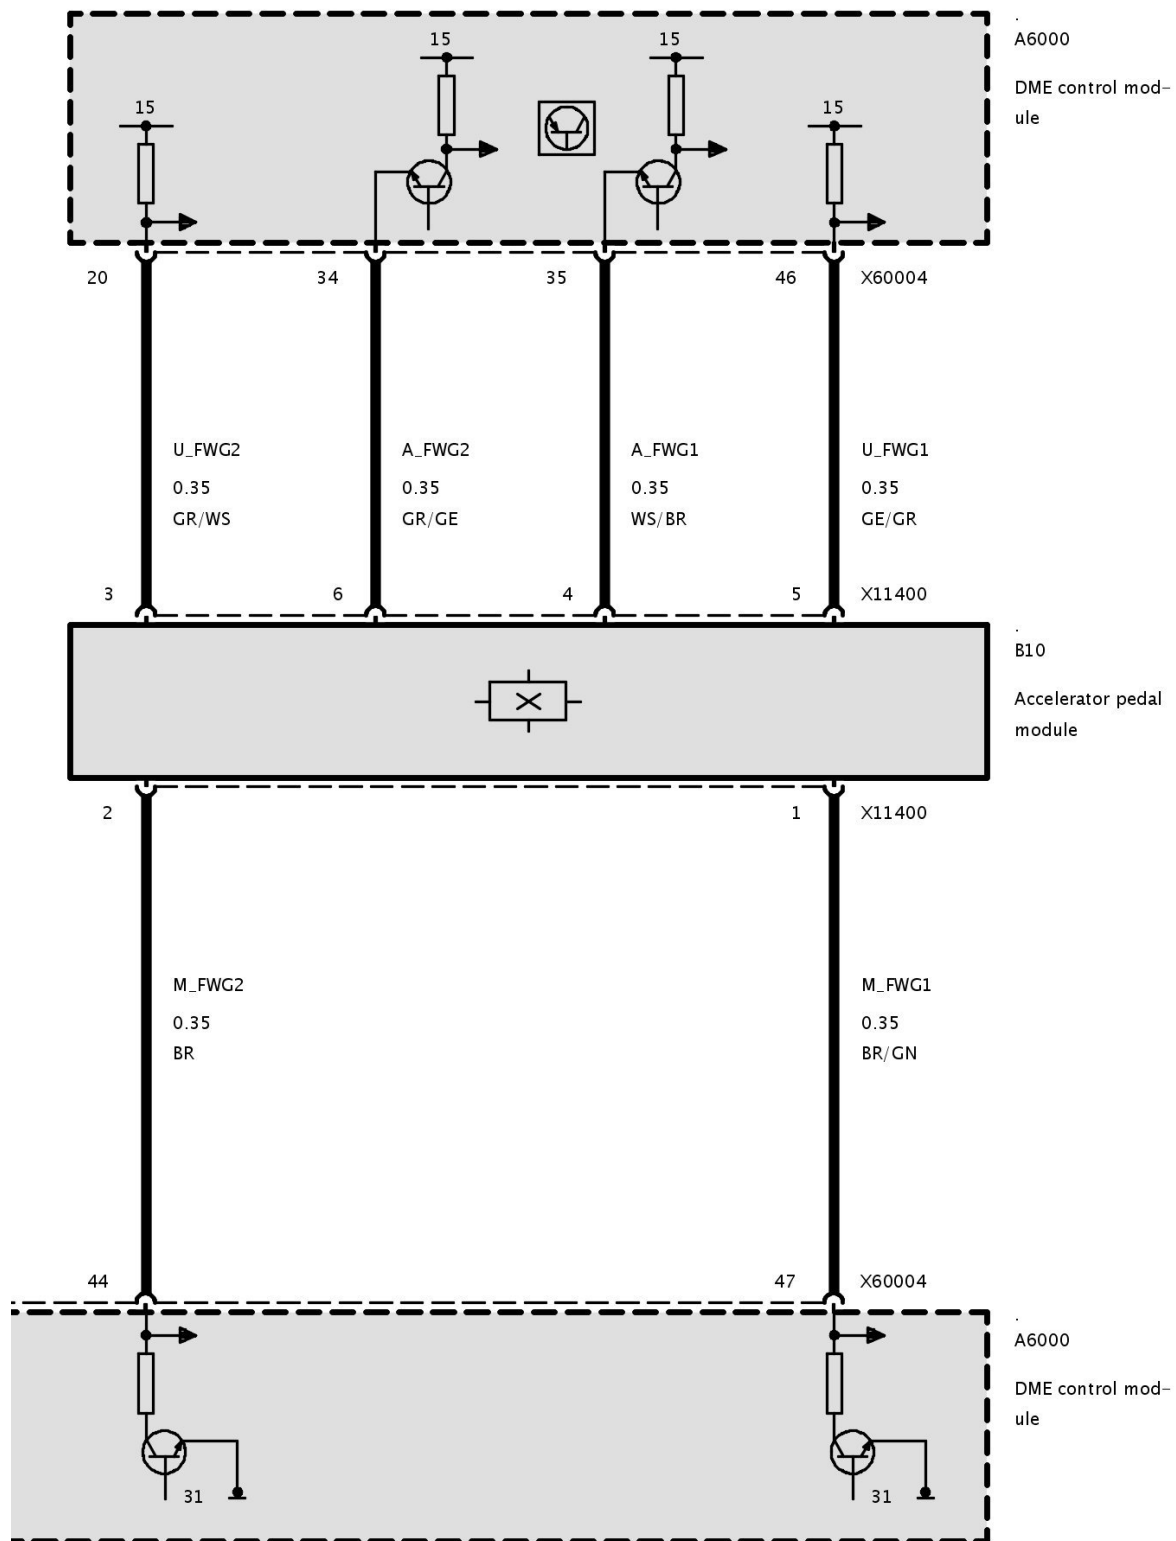 .
A6000
DME control mod–
ule
15
15
15
15
20
34
35
46
X60004
U_FWG2
0.35
GR/WS
A_FWG2
0.35
GR/GE
A_FWG1
0.35
WS/BR
U_FWG1
0.35
GE/GR
3
6
4
5
X11400
.
B10
Accelerator pedal
module
2
1
X11400
M_FWG2
0.35
BR
M_FWG1
0.35
BR/GN
44
47
X60004
.
A6000
DME control mod–
ule
31
31